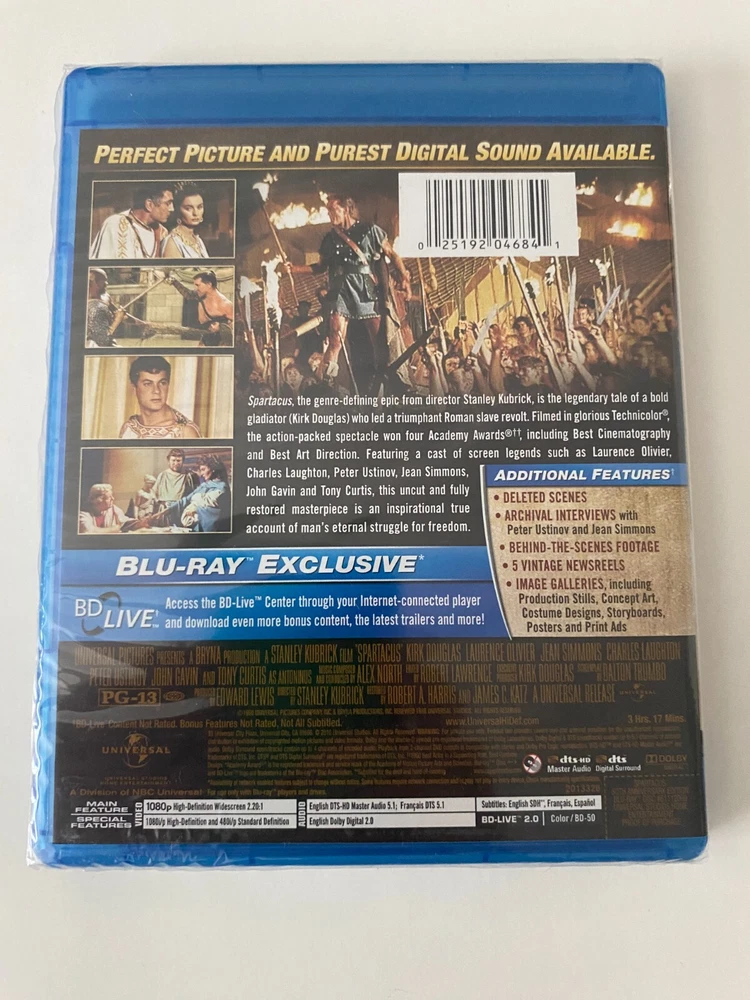 PERFECT PICTURE AND PUREST DIGITAL SOUND AVAILABLE.
0 25192 04684 1
Spartacus, the genre-defining epic from director Stanley Kubrick, is the legendary tale of a bold
gladiator (Kirk Douglas) who led a triumphant Roman slave revolt. Filmed in glorious Technicolor®,
the action-packed spectacle won four Academy Awards®††, including Best Cinematography
and Best Art Direction. Featuring a cast of screen legends such as Laurence Olivier,
Charles Laughton, Peter Ustinov, Jean Simmons,
John Gavin and Tony Curtis, this uncut and fully
restored masterpiece is an inspirational true
account of man's eternal struggle for freedom.
ADDITIONAL FEATURES†
• DELETED SCENES
• ARCHIVAL INTERVIEWS with
Peter Ustinov and Jean Simmons
• BEHIND-THE-SCENES FOOTAGE
• 5 VINTAGE NEWSREELS
• IMAGE GALLERIES, including
Production Stills, Concept Art,
Costume Designs, Storyboards,
Posters and Print Ads
BLU-RAY™ EXCLUSIVE*
BD LIVE™
Access the BD-Live™ Center through your Internet-connected player
and download even more bonus content, the latest trailers and more!
UNIVERSAL PICTURES PRESENTS A BRYNA PRODUCTION A STANLEY KUBRICK FILM "SPARTACUS" KIRK DOUGLAS LAURENCE OLIVIER JEAN SIMMONS CHARLES LAUGHTON
PETER USTINOV JOHN GAVIN AND TONY CURTIS AS ANTONINUS ALEX NORTH ROBERT LAWRENCE KIRK DOUGLAS DALTON TRUMBO
PG-13 EDWARD LEWIS STANLEY KUBRICK ROBERT A. HARRIS AND JAMES C. KATZ A UNIVERSAL RELEASE
BD-Live Content Not Rated. Bonus Features Not Rated, Not All Subtitled.
www.UniversalHiDef.com
3 Hrs. 17 Mins.
UNIVERSAL
A Division of NBC Universal
dts-HD Master Audio
dts Digital Surround
DOLBY
2013329
MAIN FEATURE
SPECIAL FEATURES
VIDEO
1080p High-Definition Widescreen 2.20:1
1080i/p High-Definition and 480i/p Standard Definition
AUDIO
English DTS-HD Master Audio 5.1; Français DTS 5.1
English Dolby Digital 2.0
Subtitles: English SDH**, Français, Español
BD-LIVE™ 2.0
Color / BD-50